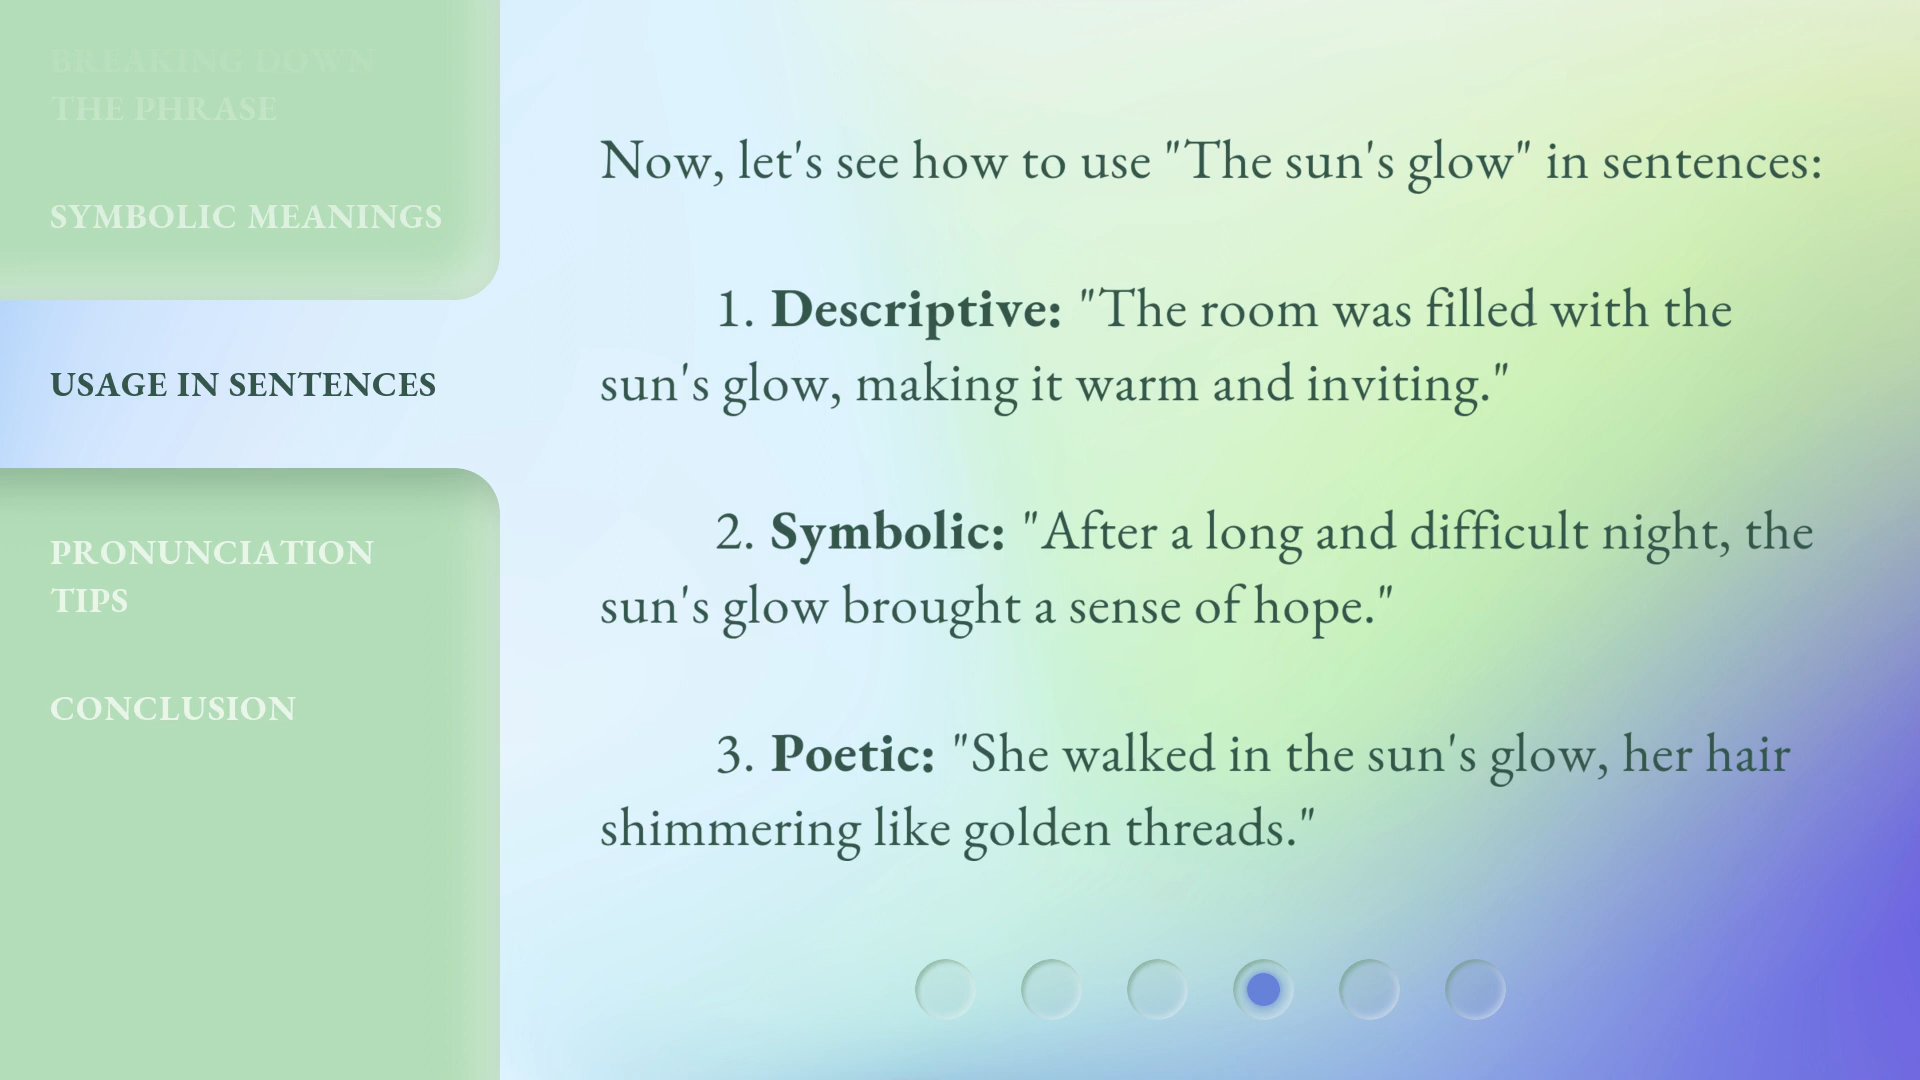 BREAKING DOWN
THE PHRASE
SYMBOLIC MEANINGS
USAGE IN SENTENCES
PRONUNCIATION
TIPS
CONCLUSION
Now, let's see how to use "The sun's glow" in sentences:
1. Descriptive: "The room was filled with the
sun's glow, making it warm and inviting."
2. Symbolic: "After a long and difficult night, the
sun's glow brought a sense of hope."
3. Poetic: "She walked in the sun's glow, her hair
shimmering like golden threads."